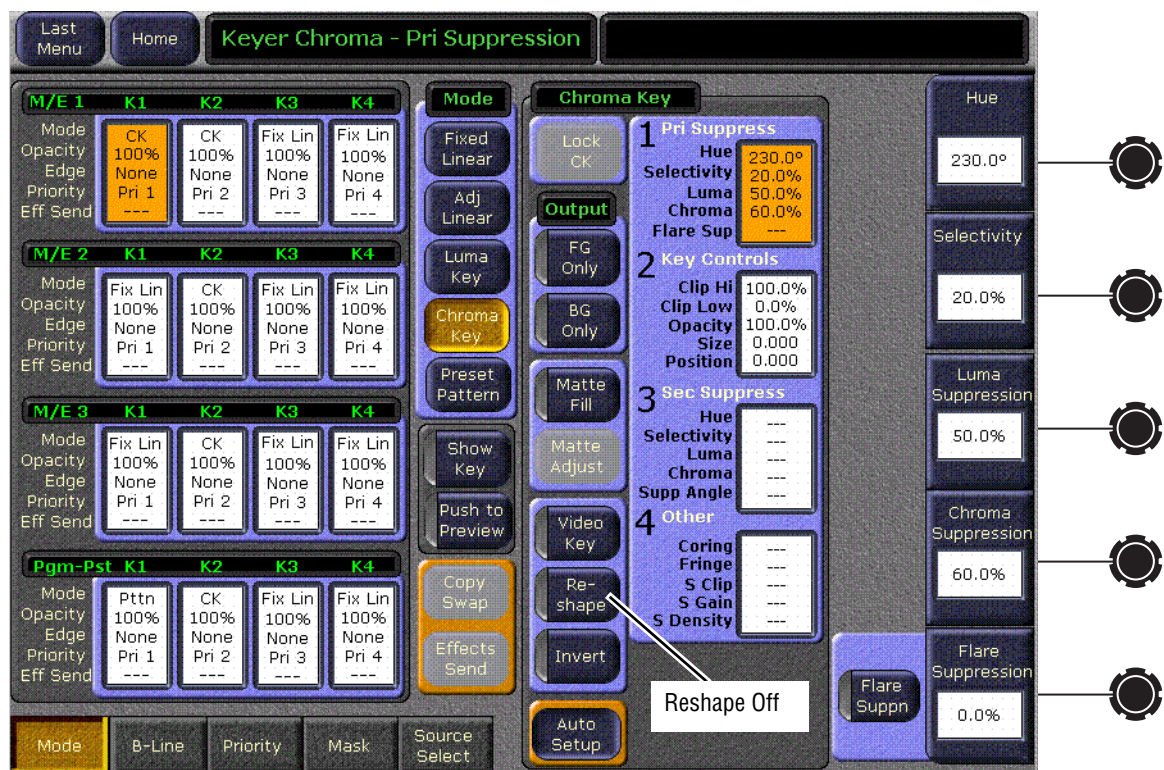 Last Menu
Home
Keyer Chroma - Pri Suppression
M/E 1 K1 K2 K3 K4
Mode CK CK Fix Lin Fix Lin
Opacity 100% 100% 100% 100%
Edge None None None None
Priority Pri 1 Pri 2 Pri 3 Pri 4
Eff Send --- --- --- ---
M/E 2 K1 K2 K3 K4
Mode Fix Lin CK Fix Lin Fix Lin
Opacity 100% 100% 100% 100%
Edge None None None None
Priority Pri 1 Pri 2 Pri 3 Pri 4
Eff Send --- --- --- ---
M/E 3 K1 K2 K3 K4
Mode Fix Lin CK Fix Lin Fix Lin
Opacity 100% 100% 100% 100%
Edge None None None None
Priority Pri 1 Pri 2 Pri 3 Pri 4
Eff Send --- --- --- ---
Pgm-Pst K1 K2 K3 K4
Mode Pttn CK Fix Lin Fix Lin
Opacity 100% 100% 100% 100%
Edge None None None None
Priority Pri 1 Pri 2 Pri 3 Pri 4
Eff Send --- --- --- ---
Mode
Fixed Linear
Adj Linear
Luma Key
Chroma Key
Preset Pattern
Show Key
Push to Preview
Copy Swap
Effects Send
Chroma Key
Lock CK
Output
FG Only
BG Only
Matte Fill
Matte Adjust
Video Key
Re-shape
Invert
Auto Setup
1 Pri Suppress
Hue 230.0º
Selectivity 20.0%
Luma 50.0%
Chroma 60.0%
Flare Sup ---
2 Key Controls
Clip Hi 100.0%
Clip Low 0.0%
Opacity 100.0%
Size 0.000
Position 0.000
3 Sec Suppress
Hue ---
Selectivity ---
Luma ---
Chroma ---
Supp Angle ---
4 Other
Coring ---
Fringe ---
S Clip ---
S Gain ---
S Density ---
Reshape Off
Flare Suppn
Hue
230.0º
Selectivity
20.0%
Luma Suppression
50.0%
Chroma Suppression
60.0%
Flare Suppression
0.0%
Mode
B-Line
Priority
Mask
Source Select